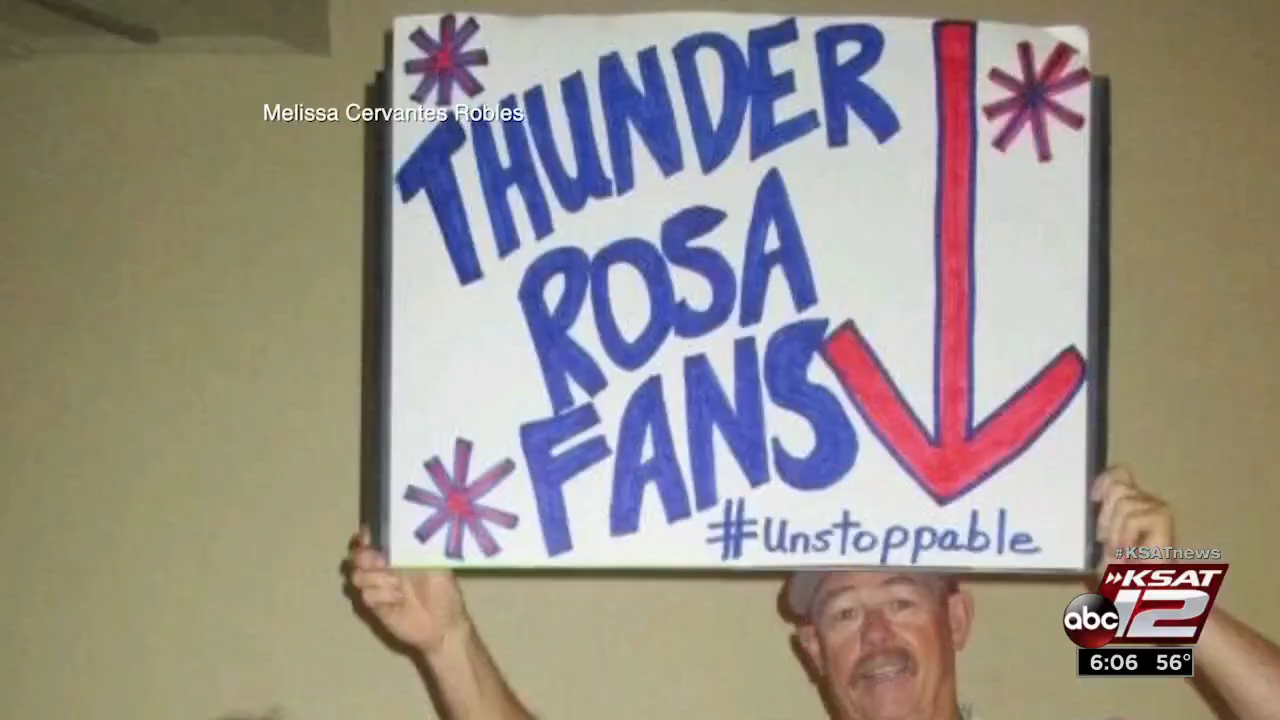 Melissa Cervantes Robles
THUNDER
ROSA
FANS
#Unstoppable
#KSATnews
KSAT
abc 12
6:06 56°